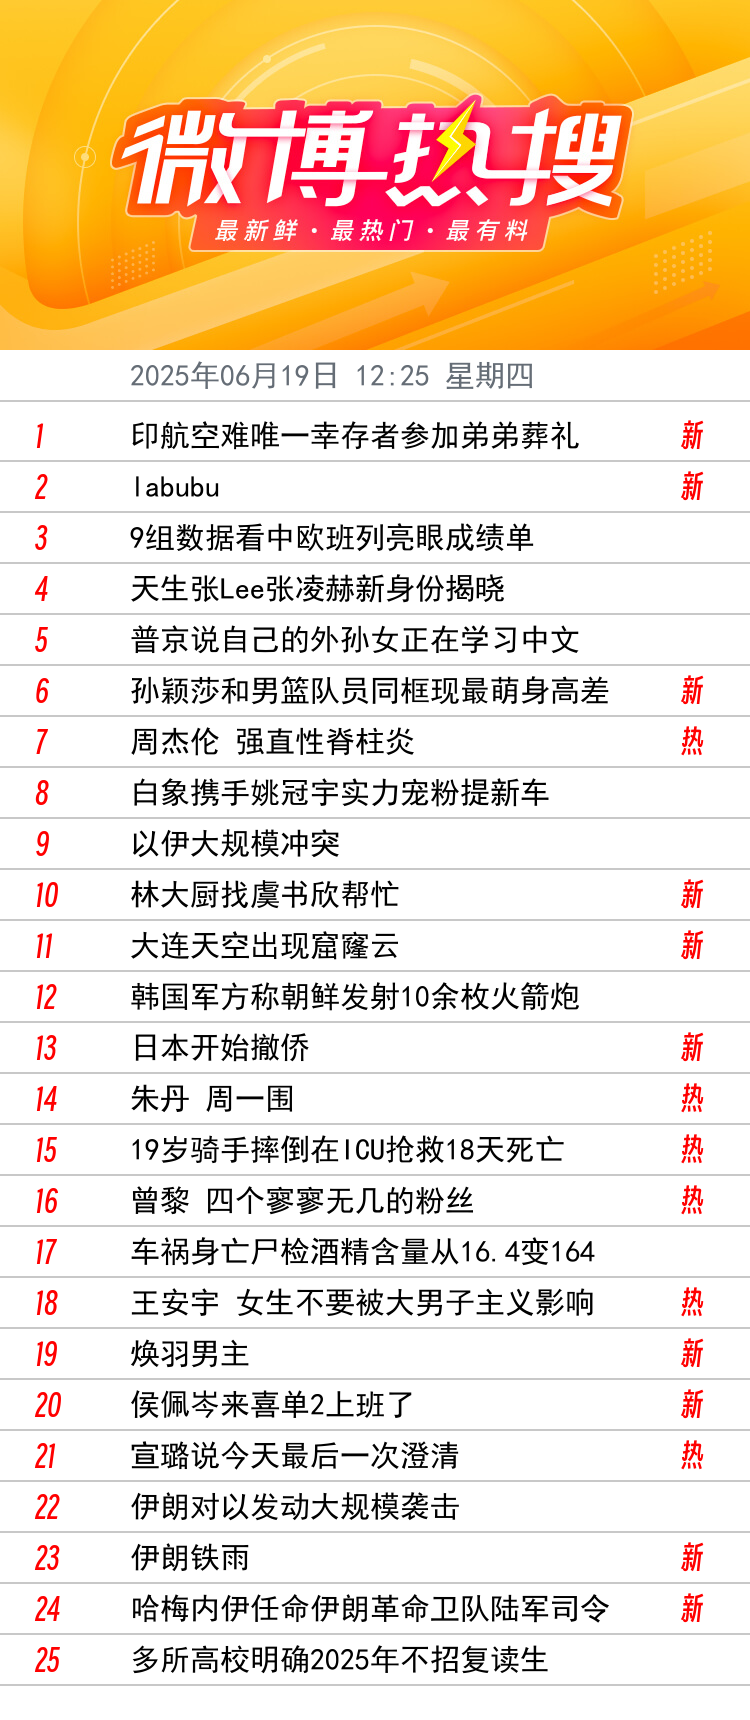 微博热搜
最新鲜·最热门·最有料
2025年06月19日 12:25 星期四
1 印航空难唯一幸存者参加弟弟葬礼 新
2 labubu 新
3 9组数据看中欧班列亮眼成绩单
4 天生张Lee张凌赫新身份揭晓
5 普京说自己的外孙女正在学习中文
6 孙颖莎和男篮队员同框现最萌身高差 新
7 周杰伦 强直性脊柱炎 热
8 白象携手姚冠宇实力宠粉提新车
9 以伊大规模冲突
10 林大厨找虞书欣帮忙 新
11 大连天空出现窟窿云 新
12 韩国军方称朝鲜发射10余枚火箭炮
13 日本开始撤侨 新
14 朱丹 周一围 热
15 19岁骑手摔倒在ICU抢救18天死亡 热
16 曾黎 四个寥寥无几的粉丝 热
17 车祸身亡尸检酒精含量从16.4变164
18 王安宇 女生不要被大男子主义影响 热
19 焕羽男主 新
20 侯佩岑来喜单2上班了 新
21 宣璐说今天最后一次澄清 热
22 伊朗对以发动大规模袭击
23 伊朗铁雨 新
24 哈梅内伊任命伊朗革命卫队陆军司令 新
25 多所高校明确2025年不招复读生